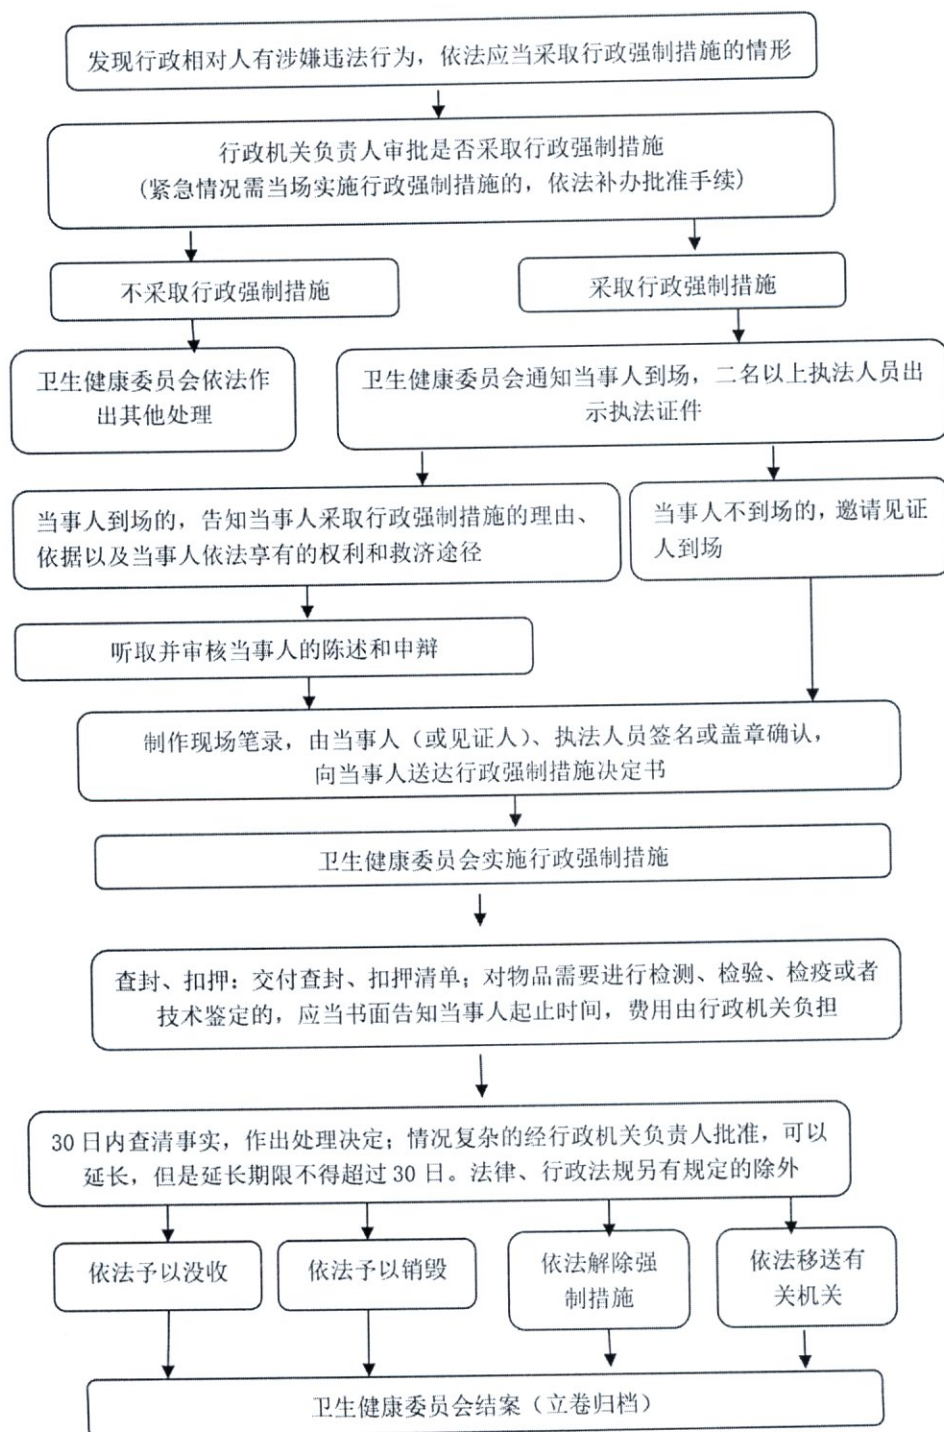 发现行政相对人有涉嫌违法行为，依法应当采取行政强制措施的情形
行政机关负责人审批是否采取行政强制措施
(紧急情况需当场实施行政强制措施的，依法补办批准手续)
不采取行政强制措施
采取行政强制措施
卫生健康委员会依法作
出其他处理
卫生健康委员会通知当事人到场，二名以上执法人员出
示执法证件
当事人到场的，告知当事人采取行政强制措施的理由、
依据以及当事人依法享有的权利和救济途径
当事人不到场的，邀请见证
人到场
听取并审核当事人的陈述和申辩
制作现场笔录，由当事人（或见证人）、执法人员签名或盖章确认，
向当事人送达行政强制措施决定书
卫生健康委员会实施行政强制措施
查封、扣押：交付查封、扣押清单；对物品需要进行检测、检验、检疫或者
技术鉴定的，应当书面告知当事人起止时间，费用由行政机关负担
30日内查清事实，作出处理决定；情况复杂的经行政机关负责人批准，可以
延长，但是延长期限不得超过30日。法律、行政法规另有规定的除外
依法予以没收
依法予以销毁
依法解除强
制措施
依法移送有
关机关
卫生健康委员会结案（立卷归档）